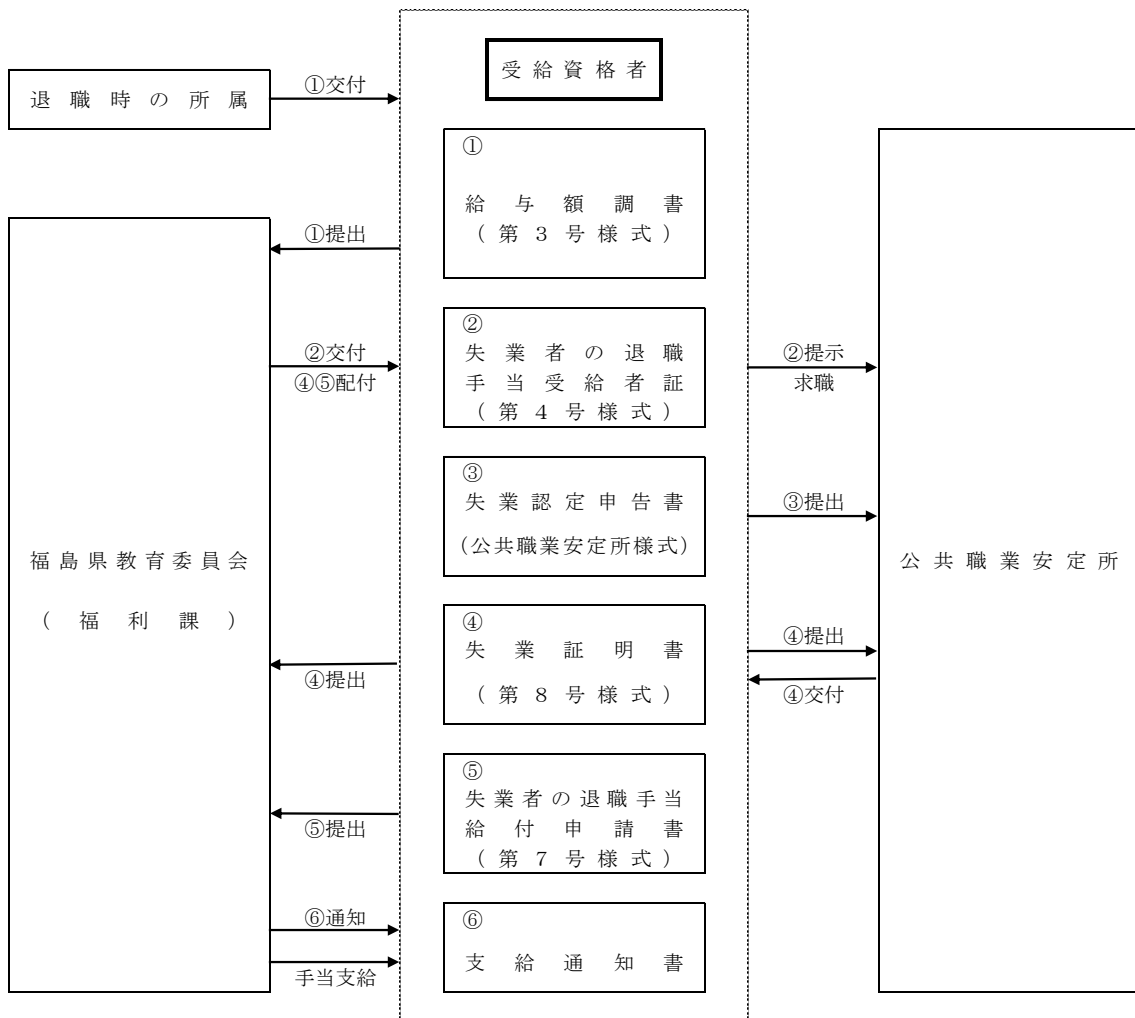 受給資格者
退職時の所属
①交付
①
給与額調書
(第3号様式)
①提出
②
失業者の退職
手当受給者証
(第4号様式)
②交付
④⑤配付
②提示
求職
③
失業認定申告書
(公共職業安定所様式)
③提出
福島県教育委員会
(福利課)
公共職業安定所
④
失業証明書
(第8号様式)
④提出
④提出
④交付
⑤
失業者の退職手当
給付申請書
(第7号様式)
⑤提出
⑥通知
手当支給
⑥
支給通知書